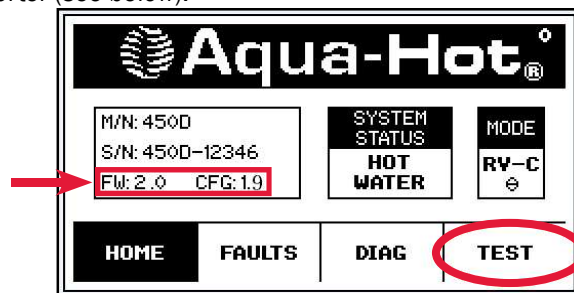 (see below).
Aqua-Hot®
M/N: 450D
S/N: 450D-12346
FW: 2.0 CFG: 1.9
SYSTEM
STATUS
HOT
WATER
MODE
RV-C
HOME FAULTS DIAG TEST